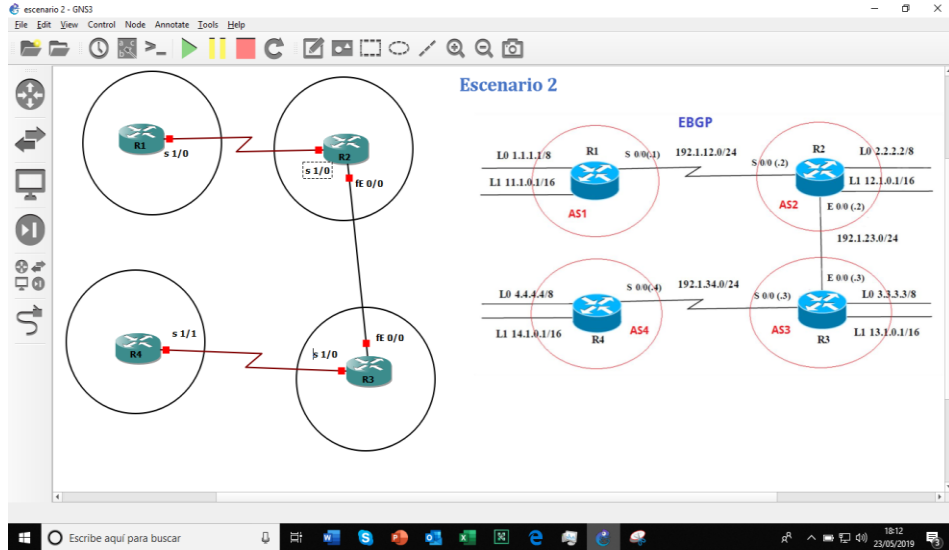 escenario 2 - GNS3
File Edit View Control Node Annotate Tools Help
Escenario 2
EBGP
R1
s 1/0
R2
s 1/0
fE 0/0
R4
s 1/1
s 1/0
fE 0/0
R3
L0 1.1.1.1/8
R1
S 0/0(.1)
192.1.12.0/24
S 0/0 (.2)
R2
L0 2.2.2.2/8
L1 11.1.0.1/16
AS1
AS2
L1 12.1.0.1/16
E 0/0 (.2)
192.1.23.0/24
L0 4.4.4.4/8
S 0/0(.4)
192.1.34.0/24
S 0/0 (.3)
E 0/0 (.3)
L0 3.3.3.3/8
L1 14.1.0.1/16
R4
AS4
AS3
R3
L1 13.1.0.1/16
Escribe aquí para buscar
18:12
23/05/2019